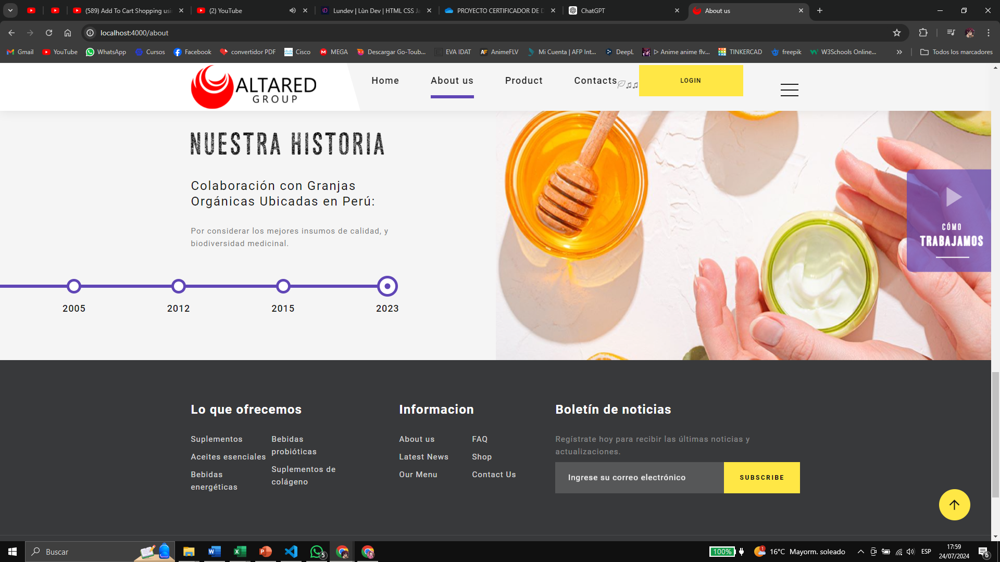 (589) Add To Cart Shopping usi
(2) YouTube
Lundev | Lùn Dev | HTML CSS Ja
PROYECTO CERTIFICADOR DE D
ChatGPT
About us
localhost:4000/about
Gmail
YouTube
WhatsApp
Cursos
Facebook
convertidor PDF
Cisco
MEGA
Descargar Go-Toub...
EVA IDAT
AnimeFLV
Mi Cuenta | AFP Int...
DeepL
▷ Anime anime flv...
TINKERCAD
freepik
W3Schools Online...
Todos los marcadores
ALTARED
GROUP
Home
About us
Product
Contacts
LOGIN
NUESTRA HISTORIA
Colaboración con Granjas
Orgánicas Ubicadas en Perú:
Por considerar los mejores insumos de calidad, y
biodiversidad medicinal.
2005
2012
2015
2023
CÓMO
TRABAJAMOS
Lo que ofrecemos
Suplementos
Aceites esenciales
Bebidas
energéticas
Bebidas
probióticas
Suplementos de
colágeno
Informacion
About us
Latest News
Our Menu
FAQ
Shop
Contact Us
Boletín de noticias
Regístrate hoy para recibir las últimas noticias y
actualizaciones.
Ingrese su correo electrónico
SUBSCRIBE
Buscar
5
100%
1
16°C Mayorm. soleado
ESP
17:59
24/07/2024
6